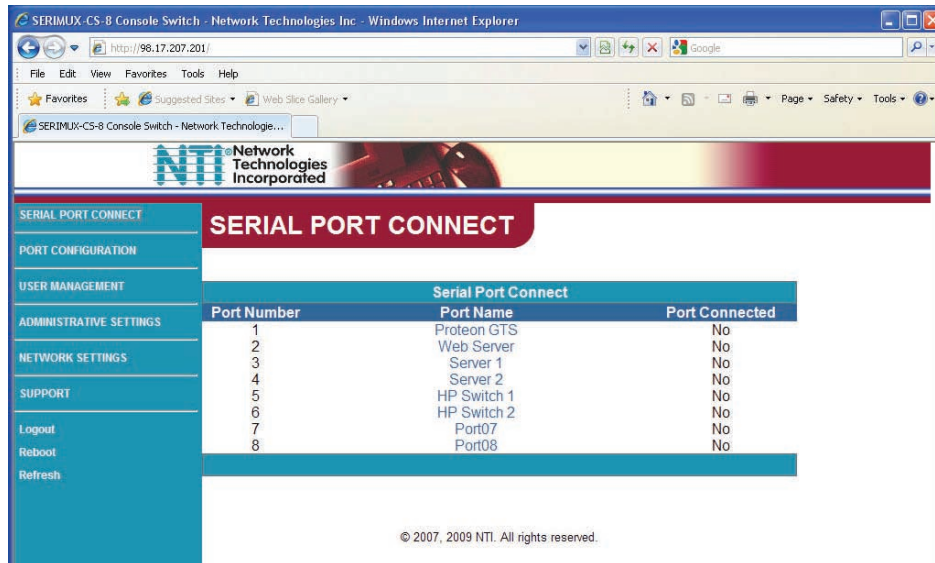 SERIMUX-CS-8 Console Switch - Network Technologies Inc - Windows Internet Explorer
http://98.17.207.201/
Google
File Edit View Favorites Tools Help
Favorites Suggested Sites Web Slice Gallery
Page Safety Tools
SERIMUX-CS-8 Console Switch - Network Technologie...
NTI ® Network
Technologies
Incorporated
SERIAL PORT CONNECT
PORT CONFIGURATION
USER MANAGEMENT
ADMINISTRATIVE SETTINGS
NETWORK SETTINGS
SUPPORT
Logout
Reboot
Refresh
SERIAL PORT CONNECT
Serial Port Connect
Port Number Port Name Port Connected
1 Proteon GTS No
2 Web Server No
3 Server 1 No
4 Server 2 No
5 HP Switch 1 No
6 HP Switch 2 No
7 Port07 No
8 Port08 No
© 2007, 2009 NTI. All rights reserved.